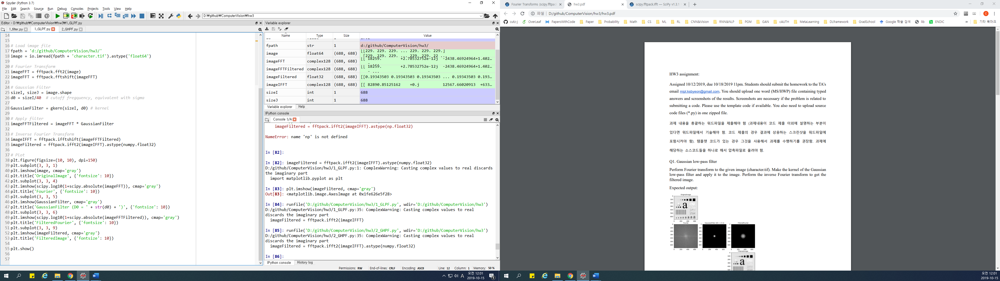 Spyder (Python 3.7)
File Edit Search Source Run Debug Consoles Projects Tools View Help
D:₩github₩ComputerVision₩hw3
Editor - D:₩github₩ComputerVision₩hw3₩1_GLPF.py
1_filter.py 1_GLPF.py 2_GHPF.py
14
15
16 # Load image file
17 fpath = 'd:/github/ComputerVision/hw3/'
18 image = io.imread(fpath + 'character.tif').astype('float64')
19
20 # Fourier Transform
21 imageFFT = fftpack.fft2(image)
22 imageFFT = fftpack.fftshift(imageFFT)
23
24 # Gaussian Filter
25 sizeI, sizeJ = image.shape
26 d0 = sizeI/40 # cutoff fregquency, equivalent with sigma
27
28 GaussianFilter = gkern(sizeI, d0) # kernel
29
30 # Apply filter
31 imageFFTFiltered = imageFFT * GaussianFilter
32
33 # Inverse Fourier Transform
34 imageIFFT = fftpack.ifftshift(imageFFTFiltered)
35 imageFiltered = fftpack.ifft2(imageIFFT).astype(numpy.float32)
36
37 # Plot
38 plt.figure(figsize=(10, 10), dpi=150)
39 plt.subplot(3, 3, 1)
40 plt.imshow(image, cmap='gray')
41 plt.title('OriginalImage', {'fontsize': 10})
42 plt.subplot(3, 3, 4)
43 plt.imshow(scipy.log10(1+scipy.absolute(imageFFT)), cmap='gray')
44 plt.title('Fourier', {'fontsize': 10})
45 plt.subplot(3, 3, 5)
46 plt.imshow(GaussianFilter, cmap='gray')
47 plt.title('GaussianFilter (D0 = ' + str(d0) + ')', {'fontsize': 10})
48 plt.subplot(3, 3, 6)
49 plt.imshow(scipy.log10(1+scipy.absolute(imageFFTFiltered)), cmap='gray')
50 plt.title('FilteredFourier', {'fontsize': 10})
51 plt.subplot(3, 3, 9)
52 plt.imshow(imageFiltered, cmap='gray')
53 plt.title('FilteredImage', {'fontsize': 10})
54
55 plt.show()
56
57
Variable explorer
Name Type Size Value
fpath str 1 d:/github/ComputerVision/hw3/
image float64 (688, 688) [[229. 229. 229. ... 229. 229. 229.]
[229. 229. 229. ... 229. 229. 22 ...
imageFFT complex128 (688, 688) [[ 18259. +2.78532752e-12j -2438.46924964+1.402...
- ...
imageFFTFiltered complex128 (688, 688) [[ 18259. +2.78532752e-12j -2438.46924964+1.402...
- ...
imageFiltered float32 (688, 688) [[0.19343503 0.19343503 0.19343503 ... 0.19343503 0.193...
imageIFFT complex128 (688, 688) [[ 82890.85125162 +0.j 12567.66020913 +633...
sizeI int 1 688
sizeJ int 1 688
Variable explorer Help
IPython console
Console 1/A
imageFiltered = fftpack.ifft2(imageIFFT).astype(np.float32)
NameError: name 'np' is not defined
In [82]:
In [82]: imageFiltered = fftpack.ifft2(imageIFFT).astype(numpy.float32)
D:/github/ComputerVision/hw3/1_GLPF.py:1: ComplexWarning: Casting complex values to real discards
the imaginary part
import matplotlib.pyplot as plt
In [83]: plt.imshow(imageFiltered, cmap='gray')
Out[83]: <matplotlib.image.AxesImage at 0x1fe626e5f28>
In [84]: runfile('D:/github/ComputerVision/hw3/1_GLPF.py', wdir='D:/github/ComputerVision/hw3')
D:/github/ComputerVision/hw3/1_GLPF.py:35: ComplexWarning: Casting complex values to real
discards the imaginary part
imageFiltered = fftpack.ifft2(imageIFFT)
In [85]: runfile('D:/github/ComputerVision/hw3/2_GHPF.py', wdir='D:/github/ComputerVision/hw3')
D:/github/ComputerVision/hw3/2_GHPF.py:35: ComplexWarning: Casting complex values to real
discards the imaginary part
imageFiltered = fftpack.ifft2(imageIFFT).astype(numpy.float32)
In [86]:
IPython console History log
Permissions: RW End-of-lines: CRLF Encoding: ASCII Line: 12 Column: 1 Memory: 50 %
A 오전 12:01
2019-10-15
Fourier Transforms (scipy.fftpac hw3.pdf scipy.fftpack.ifft — SciPy v1.3.1
파일 D:/github/ComputerVision/hw3/hw3.pdf
cutz-j OverLeaf PapersWithCode Paper Probability Math CS ML RL CNN&Vision RNN&NLP PGM GAN cAUTH MetaLearning DLframework GradSchool Google 학술 검색 lib ENDIC » 기타 북마크
HW3 assignment:
Assigned 10/12/2019, due 10/18/2019 11pm. Students should submit the homework to the TA's
email mipl.ksbyeon@gmail.com. You should upload one word (MS/HWP) file containing typed
answers and screenshots of the results. Screenshots are necessary if the problem is related to
submitting a code. Please use the template code if available. You also need to upload source
code files (*.py) in one zipped file.
과제 내용을 총괄하는 워드파일을 제출해야 함 (과제내용이 코드 제출 이외에 설명하는 부분이
있다면 워드파일에서 기술해야 함. 코드 제출의 경우 결과에 상응하는 스크린샷을 워드파일에
포함시켜야 함). 템플렛 코드가 있는 경우 그것을 사용해서 과제를 수행하기를 권장함. 과제에
해당하는 소스코드들을 하나로 해서 압축파일로 올려야 함.
Q1. Gaussian low-pass filter
Perform Fourier transform to the given image (character.tif). Make the kernel of the Gaussian
low-pass filter and apply it to the image. Perform the inverse Fourier transform to get the
filtered image.
Expected output:
OriginalImage
Fourier GaussianFilter (D0 = 17.2) FilteredFourier
FilteredImage
오전 12:01
2019-10-15